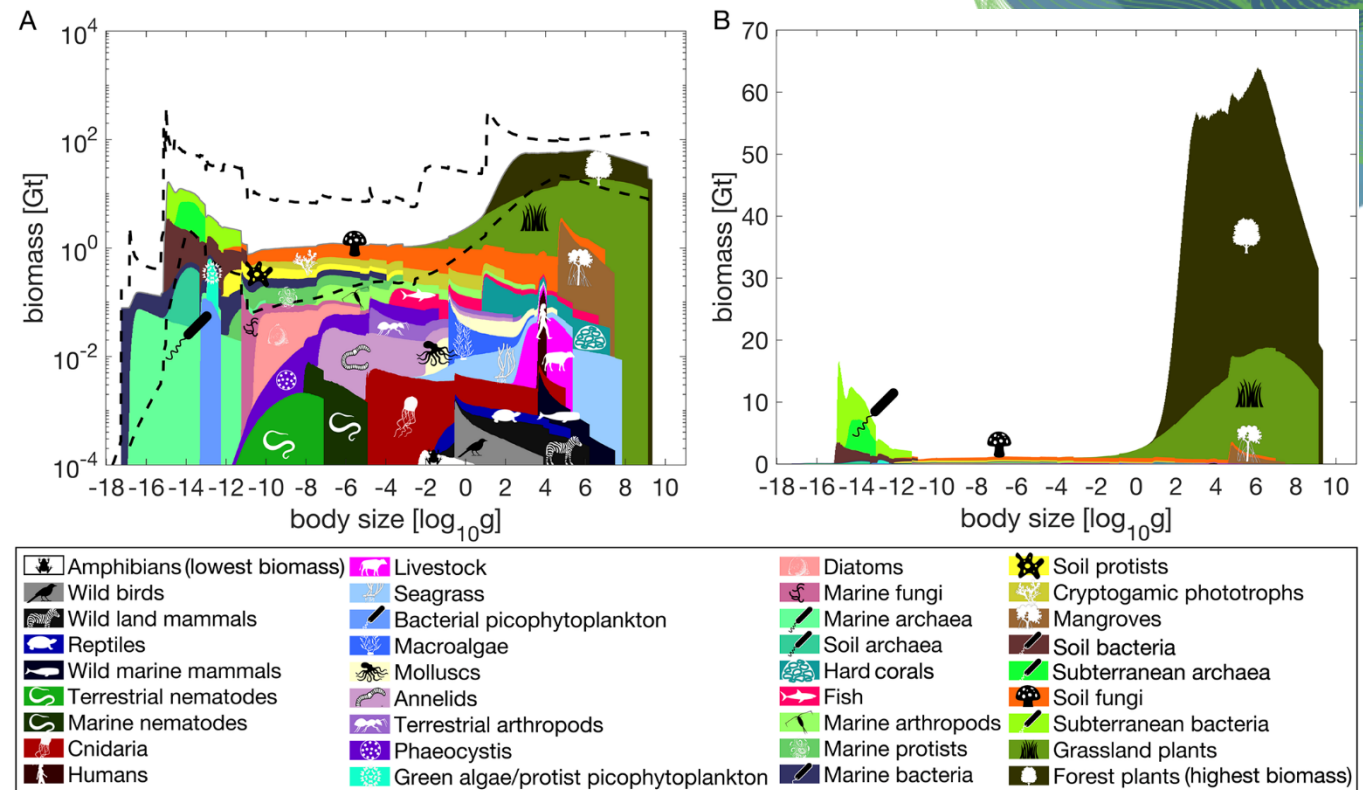 A
biomass [Gt]
10^4
10^2
10^0
10^-2
10^-4
-18 -16 -14 -12 -10 -8 -6 -4 -2 0 2 4 6 8 10
body size [log_10g]
B
biomass [Gt]
70
60
50
40
30
20
10
0
-18 -16 -14 -12 -10 -8 -6 -4 -2 0 2 4 6 8 10
body size [log_10g]
Amphibians (lowest biomass)
Wild birds
Wild land mammals
Reptiles
Wild marine mammals
Terrestrial nematodes
Marine nematodes
Cnidaria
Humans
Livestock
Seagrass
Bacterial picophytoplankton
Macroalgae
Molluscs
Annelids
Terrestrial arthropods
Phaeocystis
Green algae/protist picophytoplankton
Diatoms
Marine fungi
Marine archaea
Soil archaea
Hard corals
Fish
Marine arthropods
Marine protists
Marine bacteria
Soil protists
Cryptogamic phototrophs
Mangroves
Soil bacteria
Subterranean archaea
Soil fungi
Subterranean bacteria
Grassland plants
Forest plants (highest biomass)